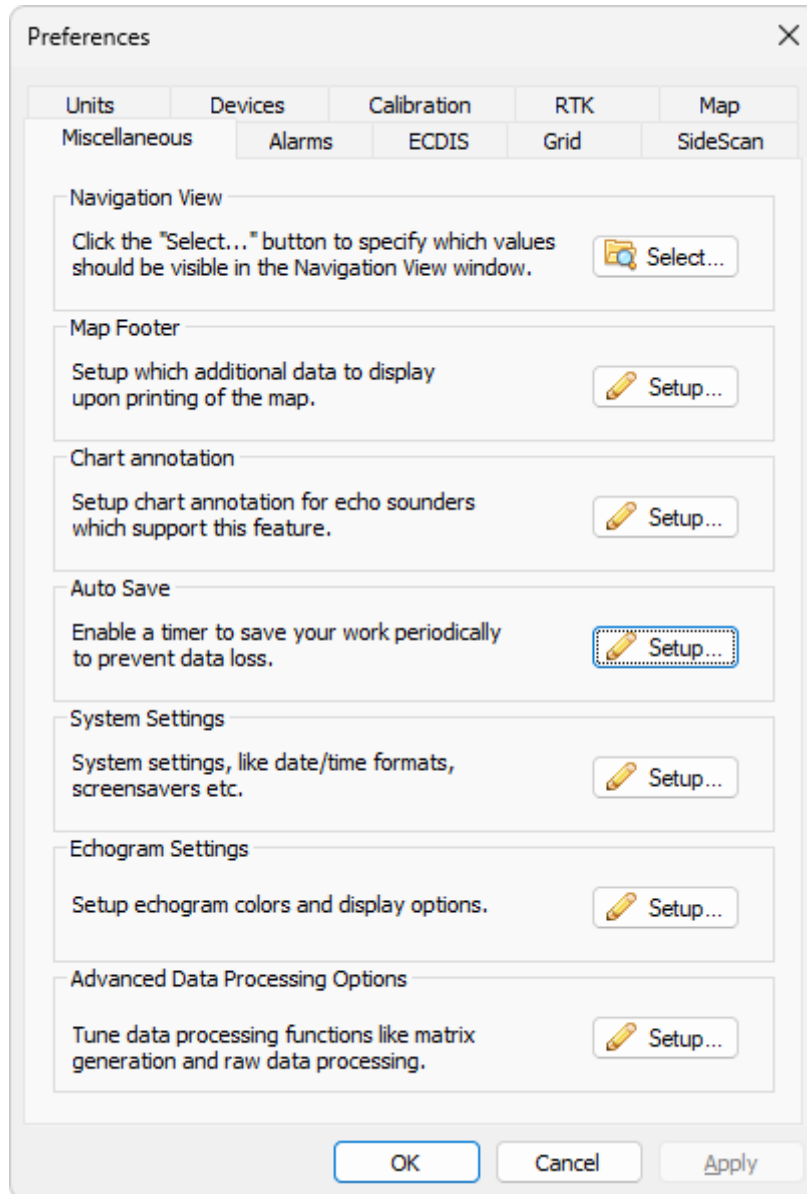 Preferences
Units Devices Calibration RTK Map
Miscellaneous Alarms ECDIS Grid SideScan
Navigation View
Click the "Select..." button to specify which values
should be visible in the Navigation View window.
Select...
Map Footer
Setup which additional data to display
upon printing of the map.
Setup...
Chart annotation
Setup chart annotation for echo sounders
which support this feature.
Setup...
Auto Save
Enable a timer to save your work periodically
to prevent data loss.
Setup...
System Settings
System settings, like date/time formats,
screensavers etc.
Setup...
Echogram Settings
Setup echogram colors and display options.
Setup...
Advanced Data Processing Options
Tune data processing functions like matrix
generation and raw data processing.
Setup...
OK Cancel Apply